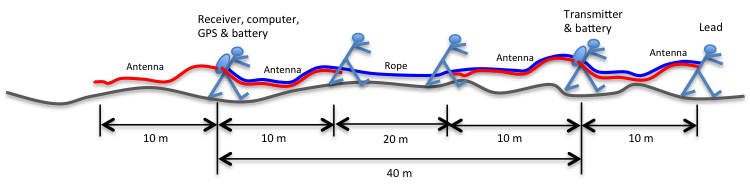 Receiver, computer,
GPS & battery
Transmitter
& battery
Lead
Antenna
Antenna
Rope
Antenna
Antenna
10 m
10 m
20 m
10 m
10 m
40 m